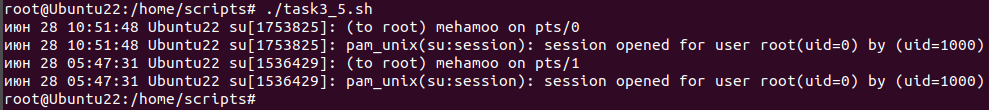 root@Ubuntu22:/home/scripts# ./task3_5.sh
июн 28 10:51:48 Ubuntu22 su[1753825]: (to root) mehamoo on pts/0
июн 28 10:51:48 Ubuntu22 su[1753825]: pam_unix(su:session): session opened for user root(uid=0) by (uid=1000)
июн 28 05:47:31 Ubuntu22 su[1536429]: (to root) mehamoo on pts/1
июн 28 05:47:31 Ubuntu22 su[1536429]: pam_unix(su:session): session opened for user root(uid=0) by (uid=1000)
root@Ubuntu22:/home/scripts#